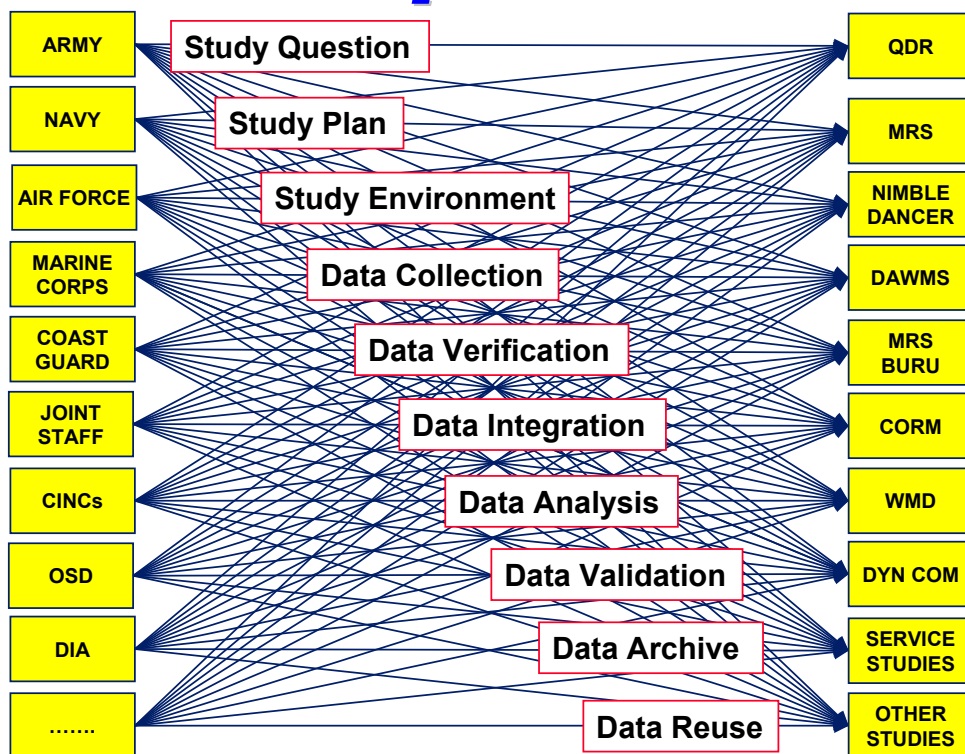 ARMY
NAVY
AIR FORCE
MARINE
CORPS
COAST
GUARD
JOINT
STAFF
CINCs
OSD
DIA
…….
Study Question
Study Plan
Study Environment
Data Collection
Data Verification
Data Integration
Data Analysis
Data Validation
Data Archive
Data Reuse
QDR
MRS
NIMBLE
DANCER
DAWMS
MRS
BURU
CORM
WMD
DYN COM
SERVICE
STUDIES
OTHER
STUDIES